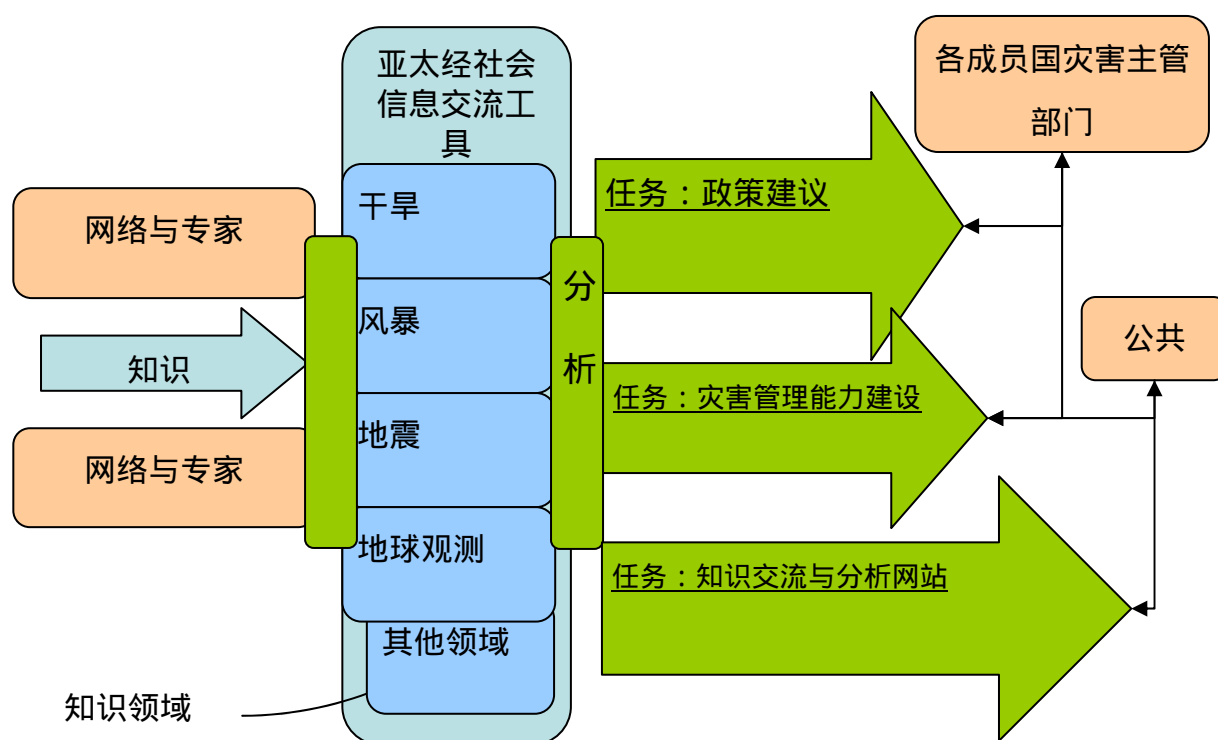 亚太经社会
信息交流工
具
各成员国灾害主管
部门
网络与专家
干旱
任务：政策建议
分
析
风暴
知识
公共
任务：灾害管理能力建设
地震
网络与专家
地球观测
任务：知识交流与分析网站
其他领域
知识领域